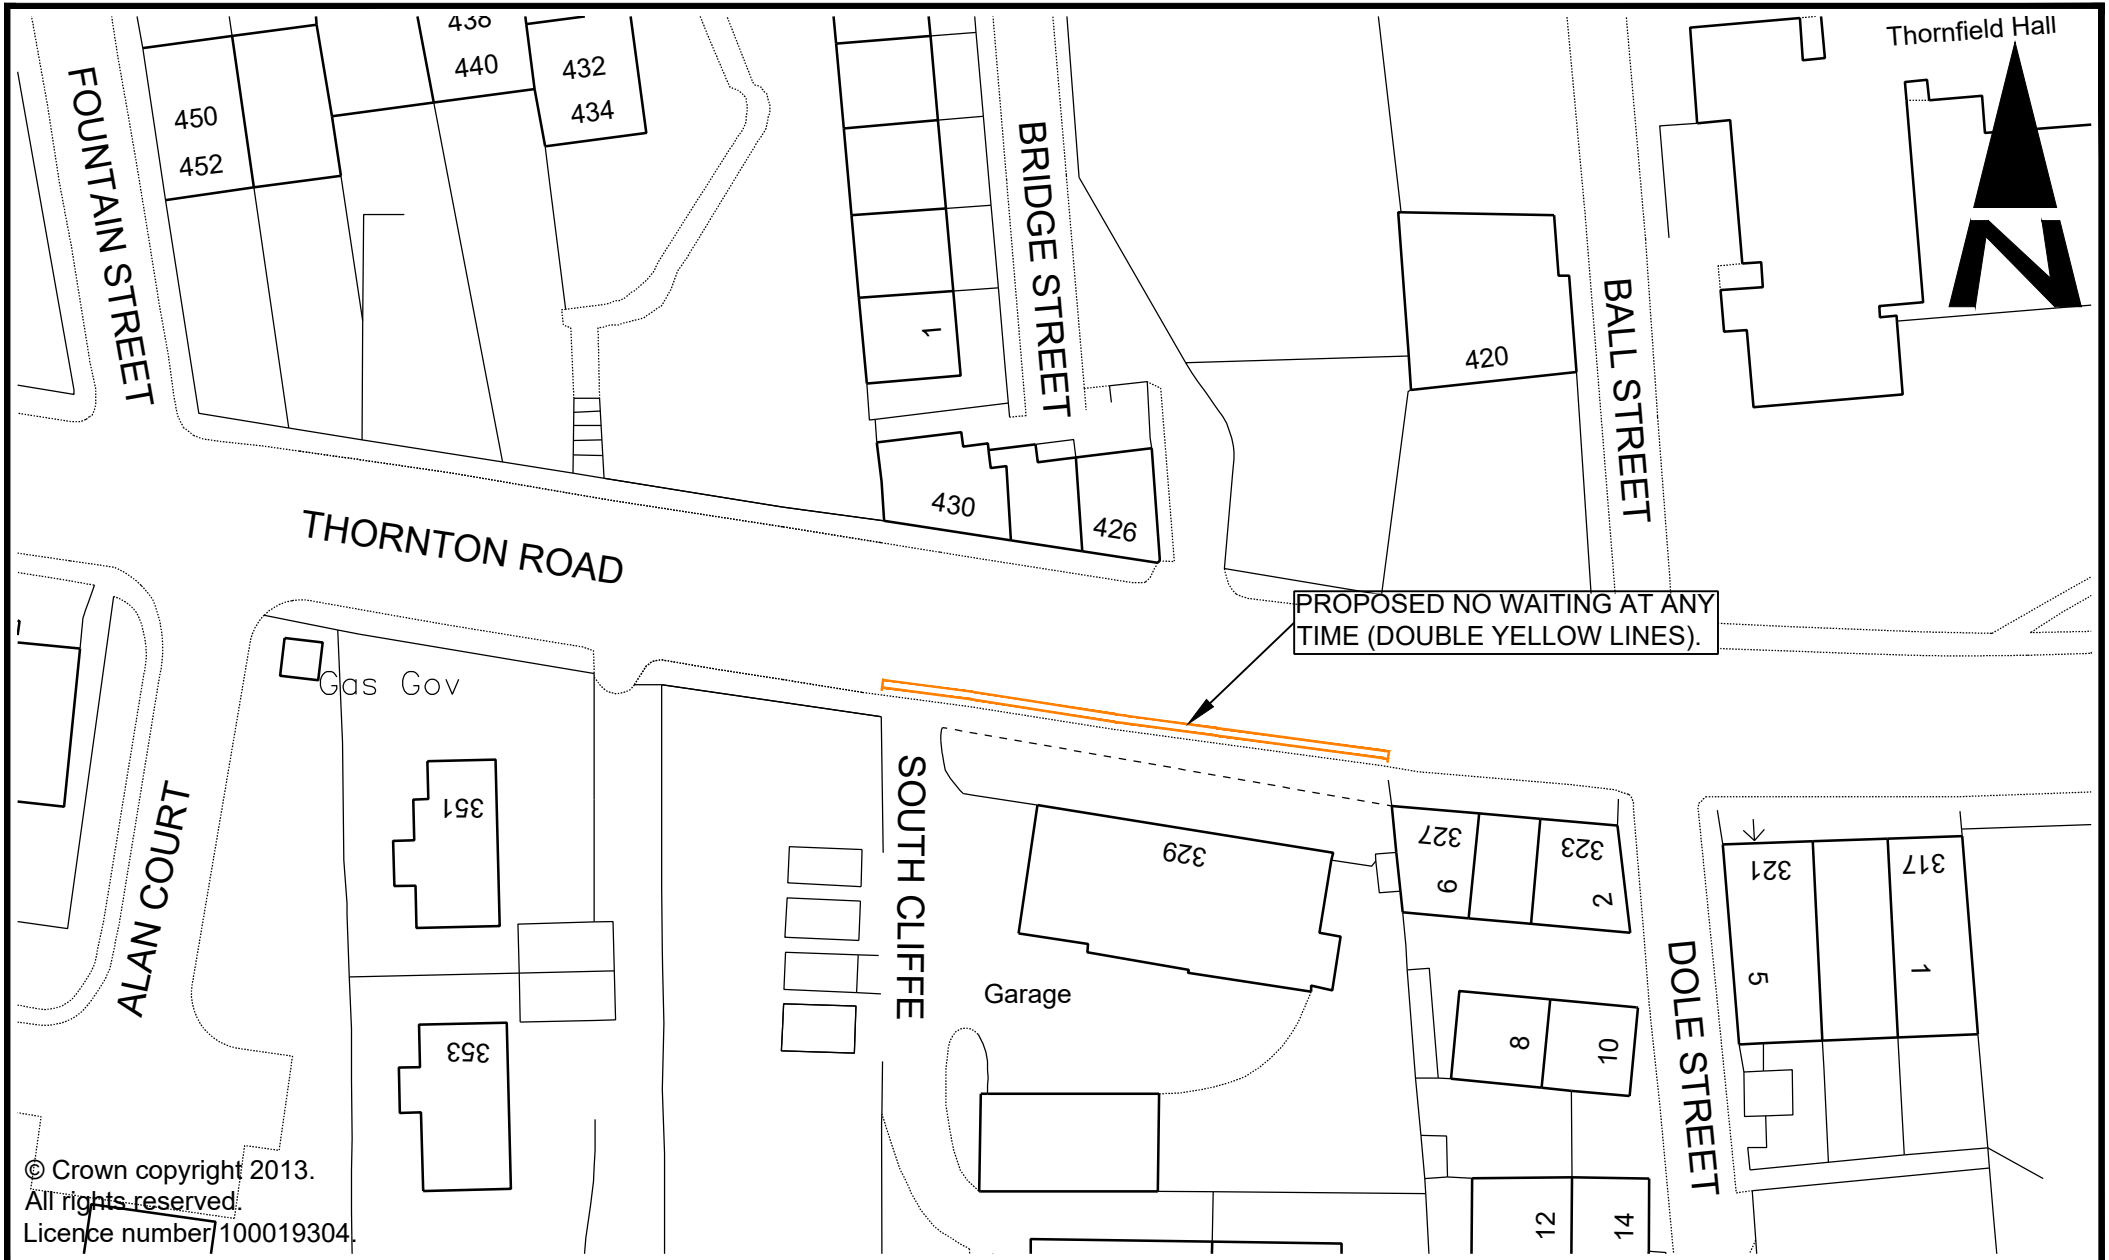 Thornfield Hall
438
440
432
434
450
452
FOUNTAIN STREET
BRIDGE STREET
1
BALL STREET
420
N
430
426
THORNTON ROAD
PROPOSED NO WAITING AT ANY
TIME (DOUBLE YELLOW LINES).
Gas Gov
351
353
ALAN COURT
SOUTH CLIFFE
329
Garage
327
6
323
2
321
317
5
1
8
10
DOLE STREET
12
14
© Crown copyright 2013.
All rights reserved.
Licence number 100019304.